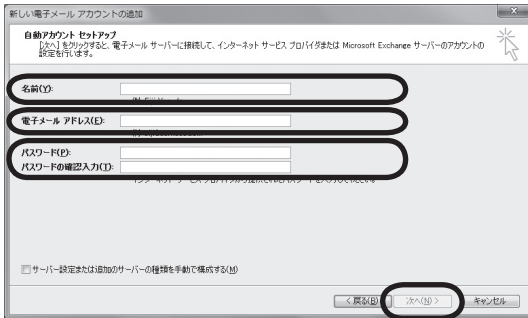 新しい電子メール アカウントの追加
自動アカウント セットアップ
[次へ] をクリックすると、電子メール サーバーに接続して、インターネット サービス プロバイダまたは Microsoft Exchange サーバーのアカウントの
設定を行います。
名前(Y):
電子メール アドレス(E):
パスワード(P):
パスワードの確認入力(T):
サーバー設定または追加のサーバーの種類を手動で構成する(M)
< 戻る(B) 次へ(N) > キャンセル